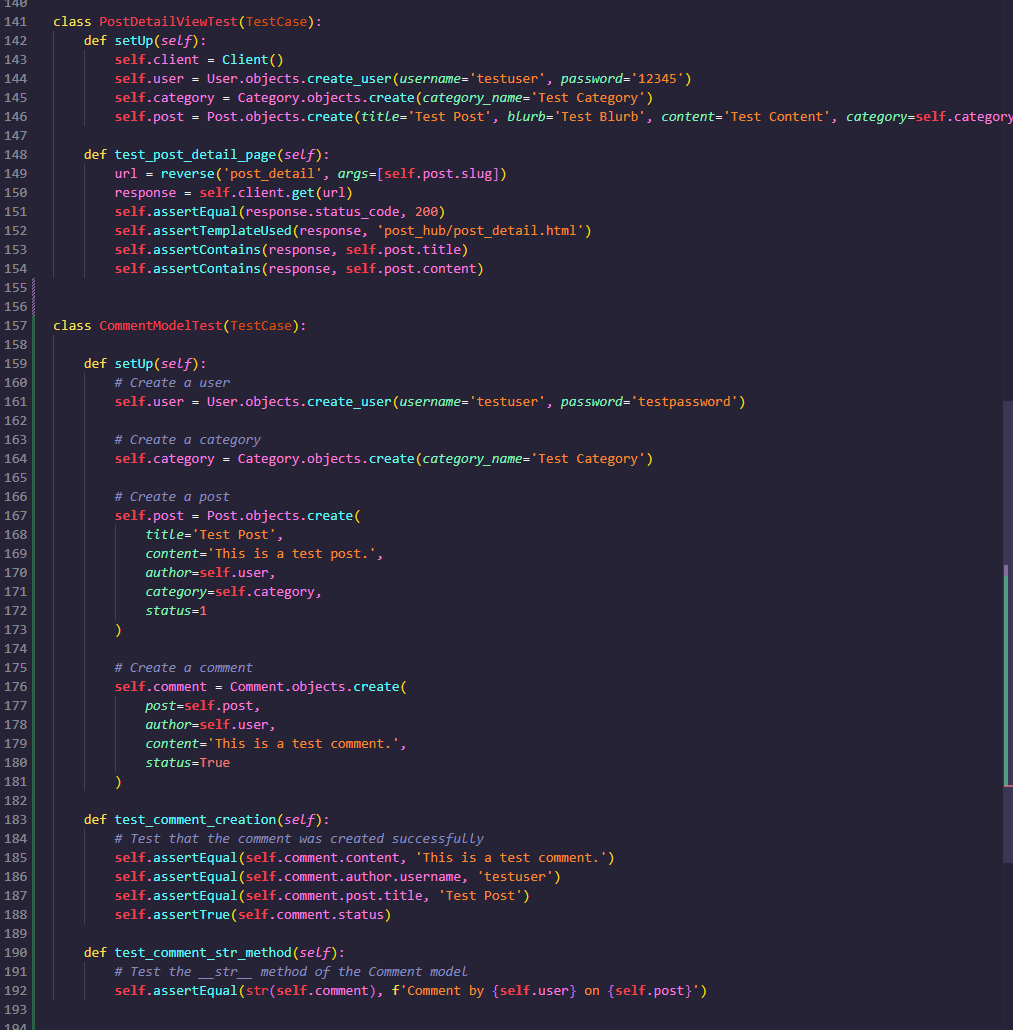 140
141 class PostDetailViewTest(TestCase):
142     def setUp(self):
143         self.client = Client()
144         self.user = User.objects.create_user(username='testuser', password='12345')
145         self.category = Category.objects.create(category_name='Test Category')
146         self.post = Post.objects.create(title='Test Post', blurb='Test Blurb', content='Test Content', category=self.category
147
148     def test_post_detail_page(self):
149         url = reverse('post_detail', args=[self.post.slug])
150         response = self.client.get(url)
151         self.assertEqual(response.status_code, 200)
152         self.assertTemplateUsed(response, 'post_hub/post_detail.html')
153         self.assertContains(response, self.post.title)
154         self.assertContains(response, self.post.content)
155
156
157 class CommentModelTest(TestCase):
158
159     def setUp(self):
160         # Create a user
161         self.user = User.objects.create_user(username='testuser', password='testpassword')
162
163         # Create a category
164         self.category = Category.objects.create(category_name='Test Category')
165
166         # Create a post
167         self.post = Post.objects.create(
168             title='Test Post',
169             content='This is a test post.',
170             author=self.user,
171             category=self.category,
172             status=1
173         )
174
175         # Create a comment
176         self.comment = Comment.objects.create(
177             post=self.post,
178             author=self.user,
179             content='This is a test comment.',
180             status=True
181         )
182
183     def test_comment_creation(self):
184         # Test that the comment was created successfully
185         self.assertEqual(self.comment.content, 'This is a test comment.')
186         self.assertEqual(self.comment.author.username, 'testuser')
187         self.assertEqual(self.comment.post.title, 'Test Post')
188         self.assertTrue(self.comment.status)
189
190     def test_comment_str_method(self):
191         # Test the __str__ method of the Comment model
192         self.assertEqual(str(self.comment), f'Comment by {self.user} on {self.post}')
193
194